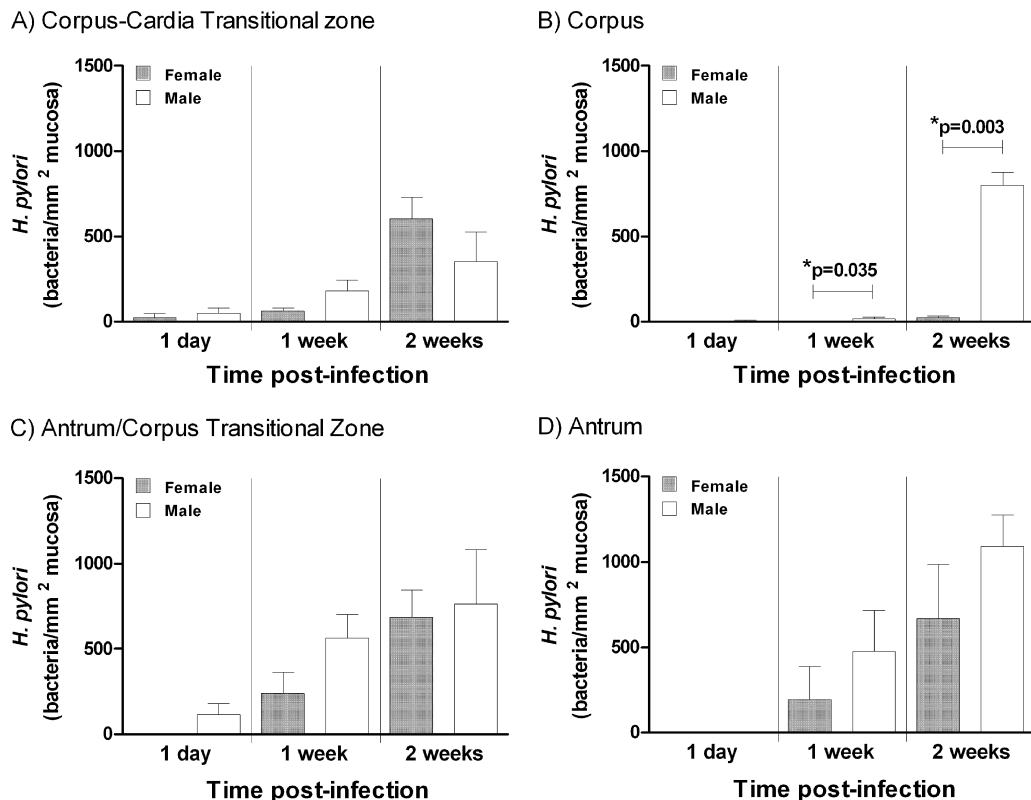 A) Corpus-Cardia Transitional zone
1500
1000
500
0
H. pylori
(bacteria/mm 2 mucosa)
Female
Male
1 day
1 week
2 weeks
Time post-infection
B) Corpus
1500
1000
500
0
H. pylori
(bacteria/mm 2 mucosa)
Female
Male
*p=0.035
*p=0.003
1 day
1 week
2 weeks
Time post-infection
C) Antrum/Corpus Transitional Zone
1500
1000
500
0
H. pylori
(bacteria/mm 2 mucosa)
Female
Male
1 day
1 week
2 weeks
Time post-infection
D) Antrum
1500
1000
500
0
H. pylori
(bacteria/mm 2 mucosa)
Female
Male
1 day
1 week
2 weeks
Time post-infection